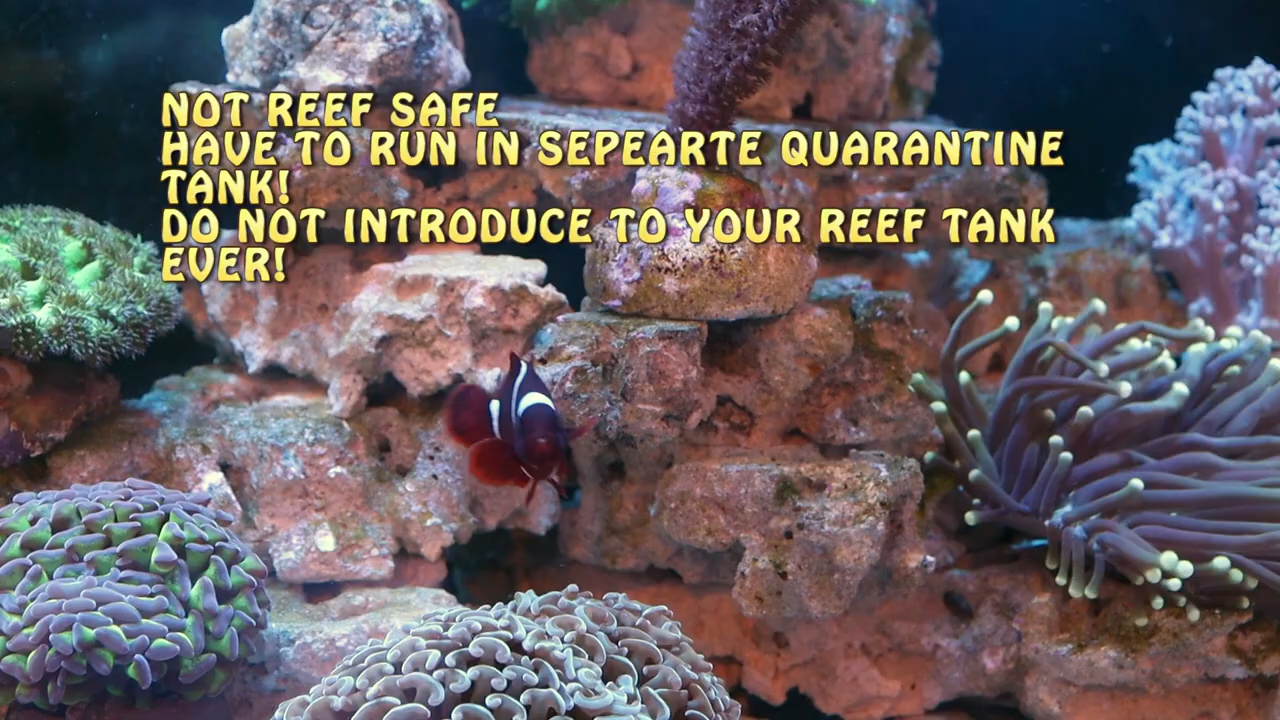 NOT REEF SAFE
HAVE TO RUN IN SEPEARTE QUARANTINE
TANK!
DO NOT INTRODUCE TO YOUR REEF TANK
EVER!